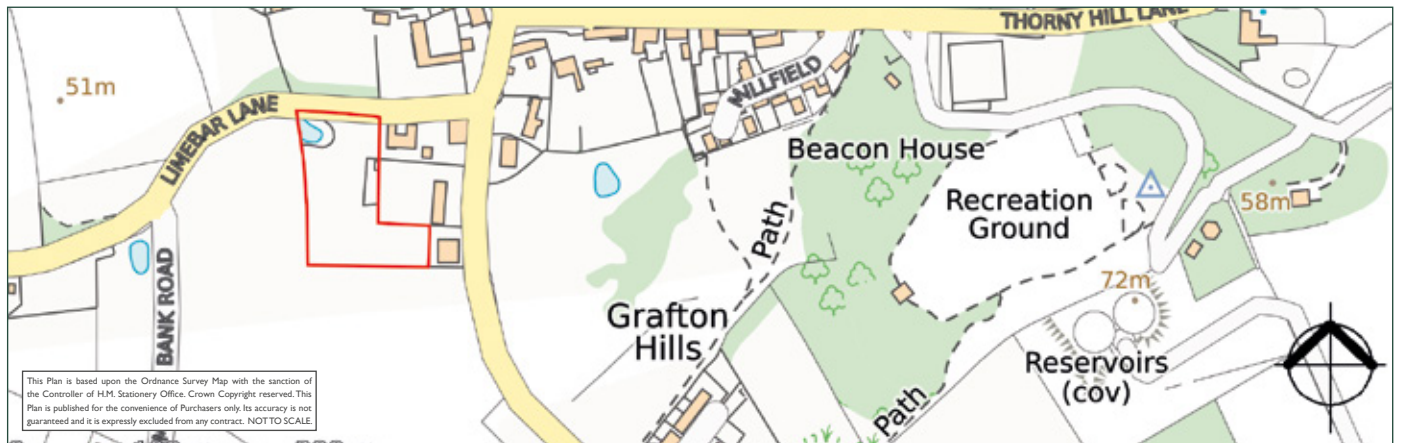 THORNY HILL LANE
51m
MILLFIELD
LIMEBAR LANE
Beacon House
Recreation
Ground
58m
Path
BANK ROAD
72m
Grafton
Hills
Reservoirs
(cov)
Path
This Plan is based upon the Ordnance Survey Map with the sanction of
the Controller of H.M. Stationery Office. Crown Copyright reserved. This
Plan is published for the convenience of Purchasers only. Its accuracy is not
guaranteed and it is expressly excluded from any contract. NOT TO SCALE.